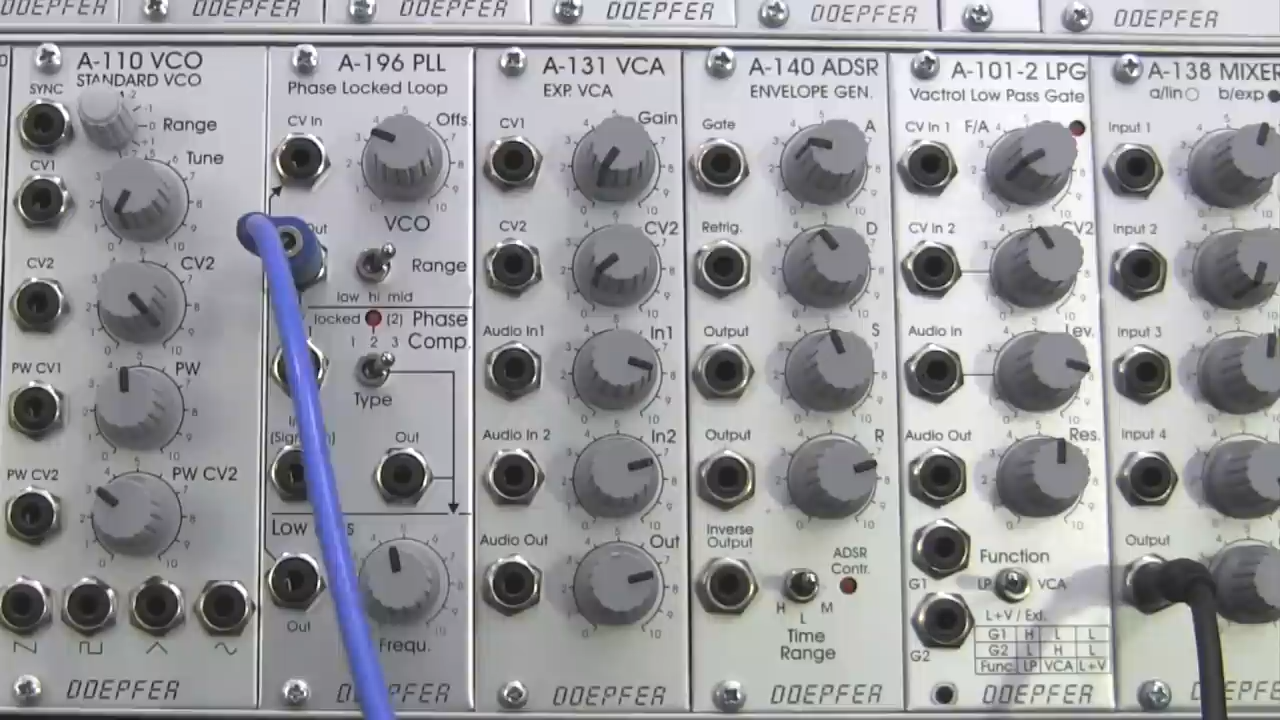 DOEPFER DOEPFER DOEPFER DOEPFER DOEPFER DOEPFER
A-110 VCO
STANDARD VCO
SYNC
Range
-2
-1
-0
CV1
Tune
CV2
CV2
PW CV1
PW
PW CV2
PW CV2
DOEPFER
A-196 PLL
Phase Locked Loop
CV In
Offs.
VCO
Out
Range
low hi mid
locked (2) Phase
1 2 3 Comp.
Type
Out
Low
Out
Frequ.
DOEPFER
A-131 VCA
EXP. VCA
CV1
Gain
CV2
CV2
Audio In1
In1
Audio In 2
In2
Audio Out
Out
DOEPFER
A-140 ADSR
ENVELOPE GEN.
Gate
A
Retrig.
D
Output
S
Output
R
Inverse
Output
ADSR
Contr.
H L M
Time
Range
DOEPFER
A-101-2 LPG
Vactrol Low Pass Gate
CV In 1
F/A
CV In 2
CV2
Audio In
Lev.
Audio Out
Res.
Function
G1
LP VCA
L+V / Ext.
G2
G1 H L L
G2 L H L
Func. LP VCA L+V
DOEPFER
A-138 MIXER
a/lin b/exp
Input 1
Input 2
Input 3
Input 4
Output